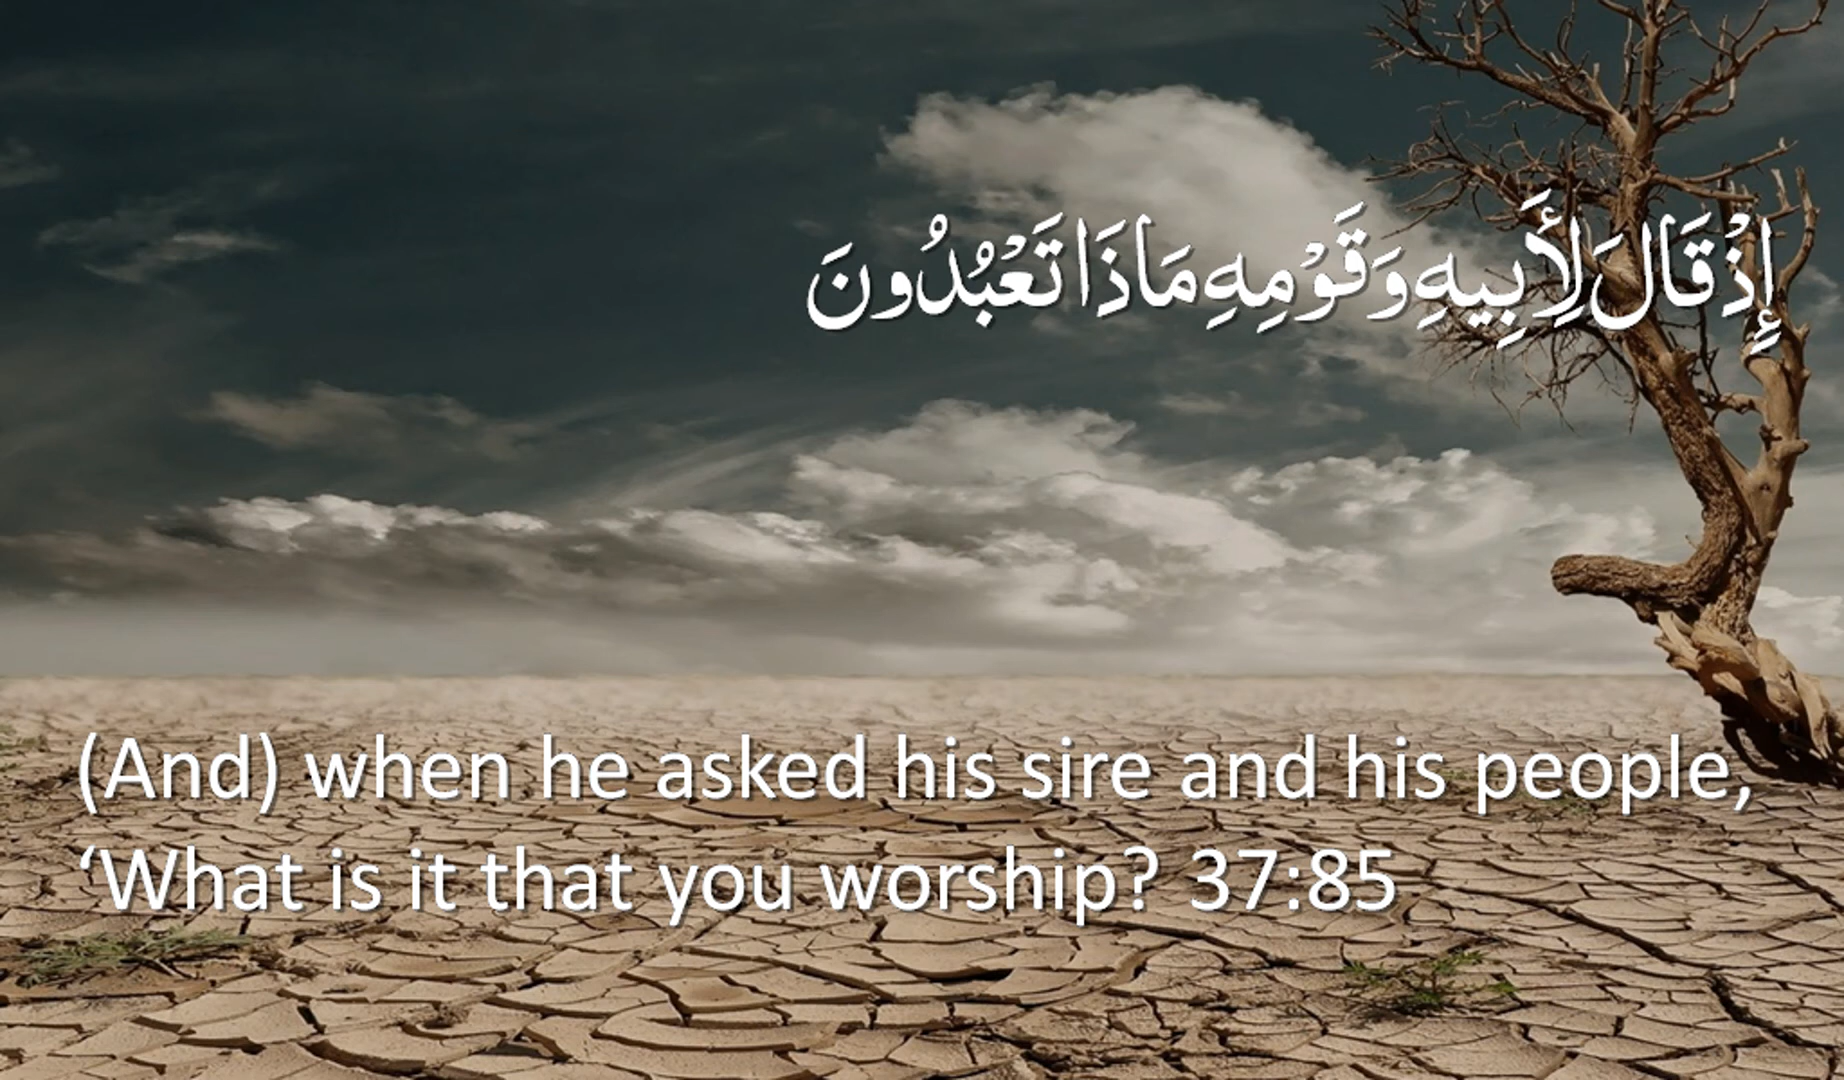 إِذْ قَالَ لِأَبِيهِ وَقَوْمِهِ مَاذَا تَعْبُدُونَ
(And) when he asked his sire and his people,
‘What is it that you worship? 37:85